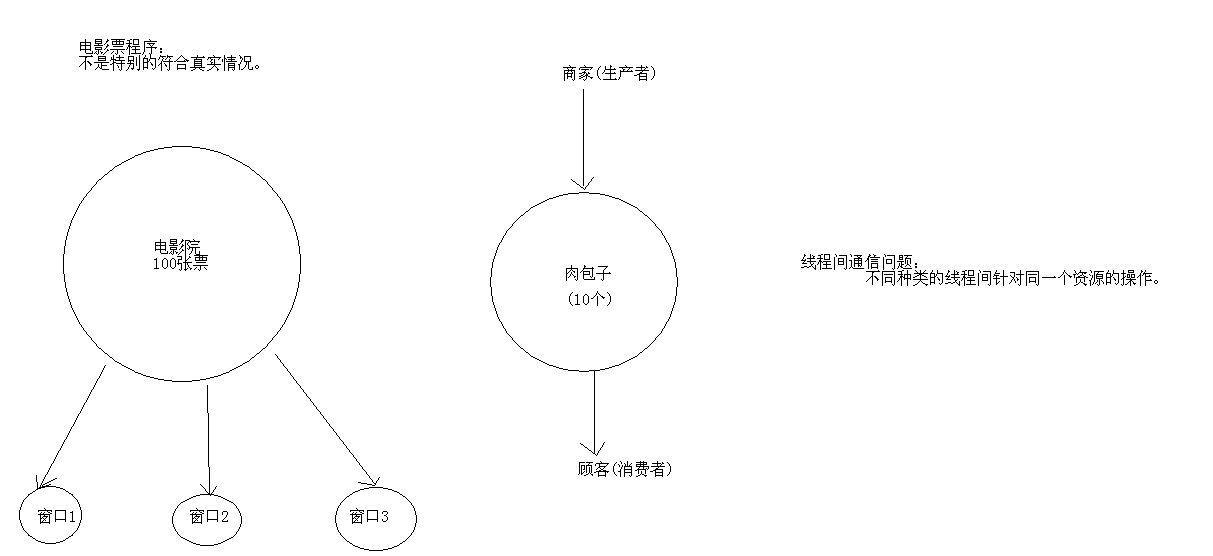 电影票程序:
不是特别的符合真实情况。
电影院
100张票
窗口1
窗口2
窗口3
商家(生产者)
肉包子
(10个)
顾客(消费者)
线程间通信问题:
不同种类的线程间针对同一个资源的操作。